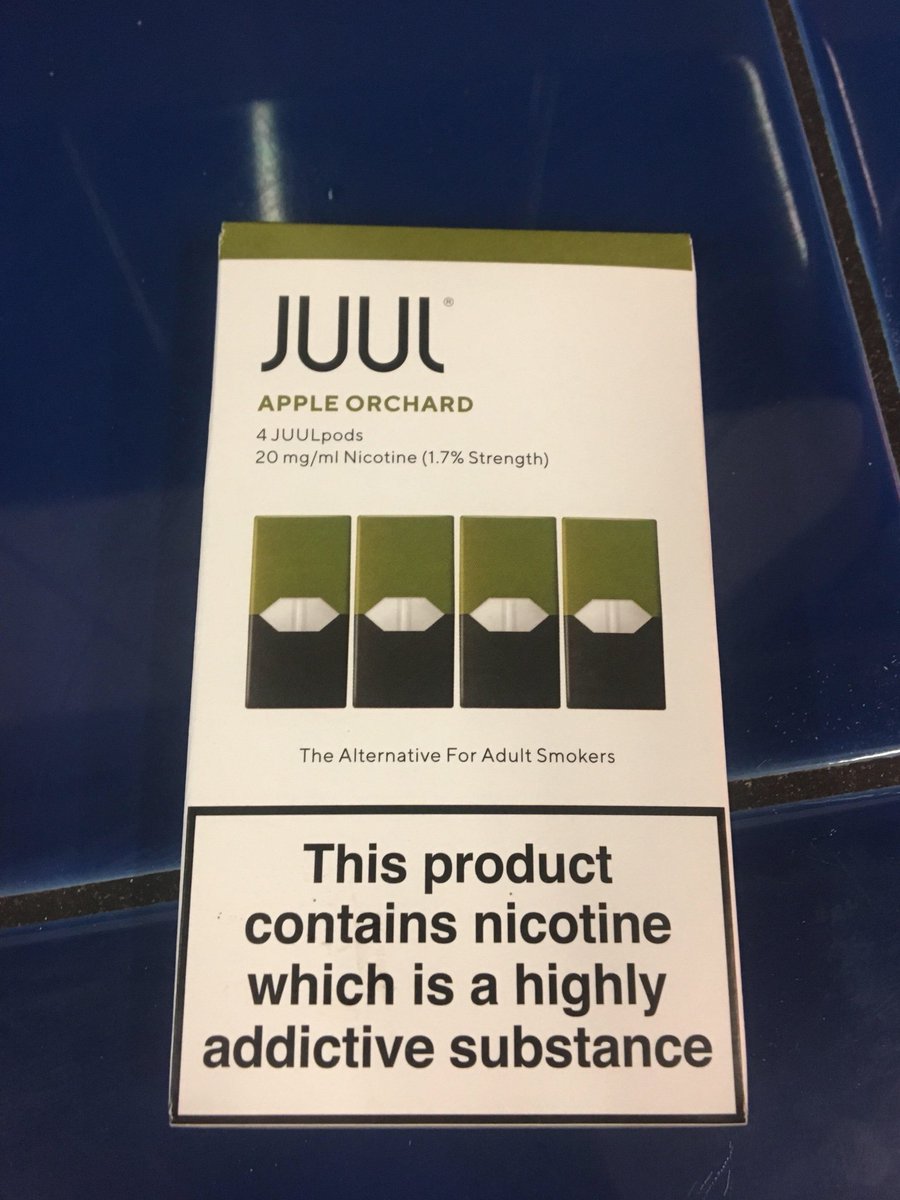 JUUL®
APPLE ORCHARD
4 JUULpods
20 mg/ml Nicotine (1.7% Strength)
The Alternative For Adult Smokers
This product
contains nicotine
which is a highly
addictive substance